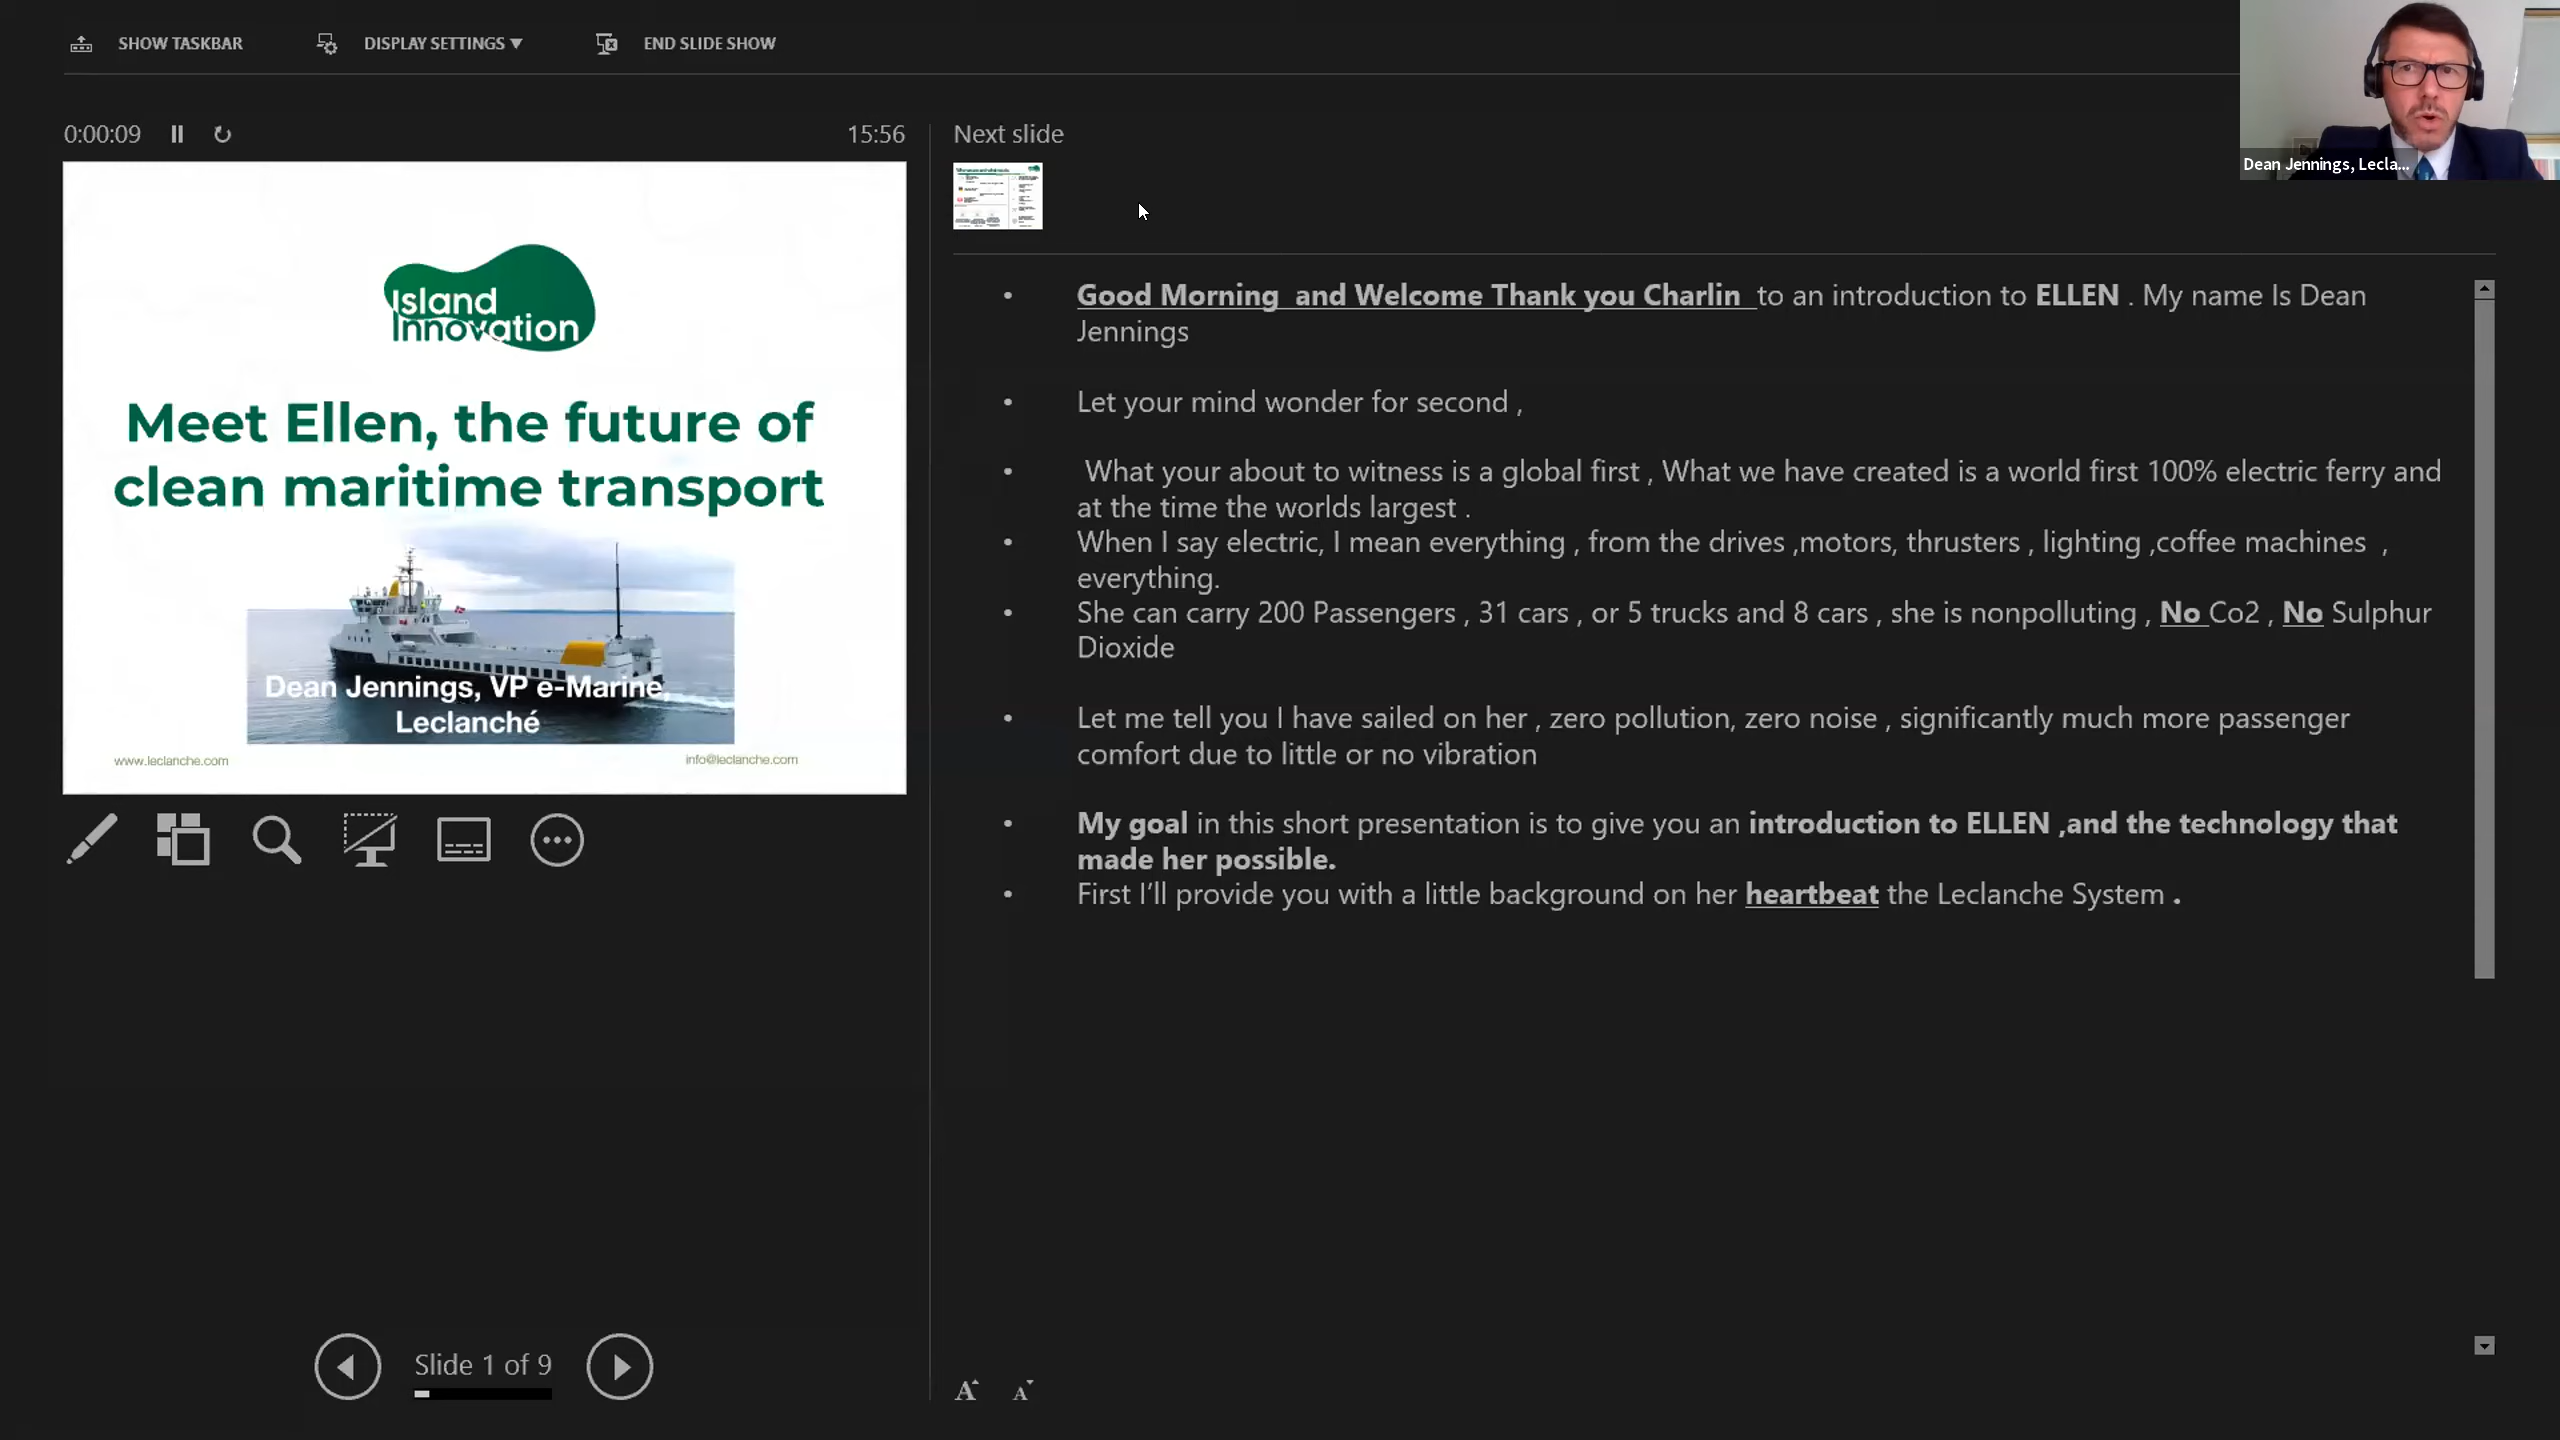 SHOW TASKBAR
DISPLAY SETTINGS ▼
END SLIDE SHOW
Dean Jennings, Lecla...
0:00:09
15:56
Island
Innovation
Meet Ellen, the future of
clean maritime transport
Dean Jennings, VP e-Marine,
Leclanché
www.leclanche.com
info@leclanche.com
Slide 1 of 9
Next slide
• Good Morning  and Welcome Thank you Charlin  to an introduction to ELLEN . My name Is Dean
Jennings
• Let your mind wonder for second ,
• What your about to witness is a global first , What we have created is a world first 100% electric ferry and
at the time the worlds largest .
• When I say electric, I mean everything , from the drives ,motors, thrusters , lighting ,coffee machines  ,
everything.
• She can carry 200 Passengers , 31 cars , or 5 trucks and 8 cars , she is nonpolluting , No Co2 , No Sulphur
Dioxide
• Let me tell you I have sailed on her , zero pollution, zero noise , significantly much more passenger
comfort due to little or no vibration
• My goal in this short presentation is to give you an introduction to ELLEN ,and the technology that
made her possible.
• First I’ll provide you with a little background on her heartbeat the Leclanche System .
A A